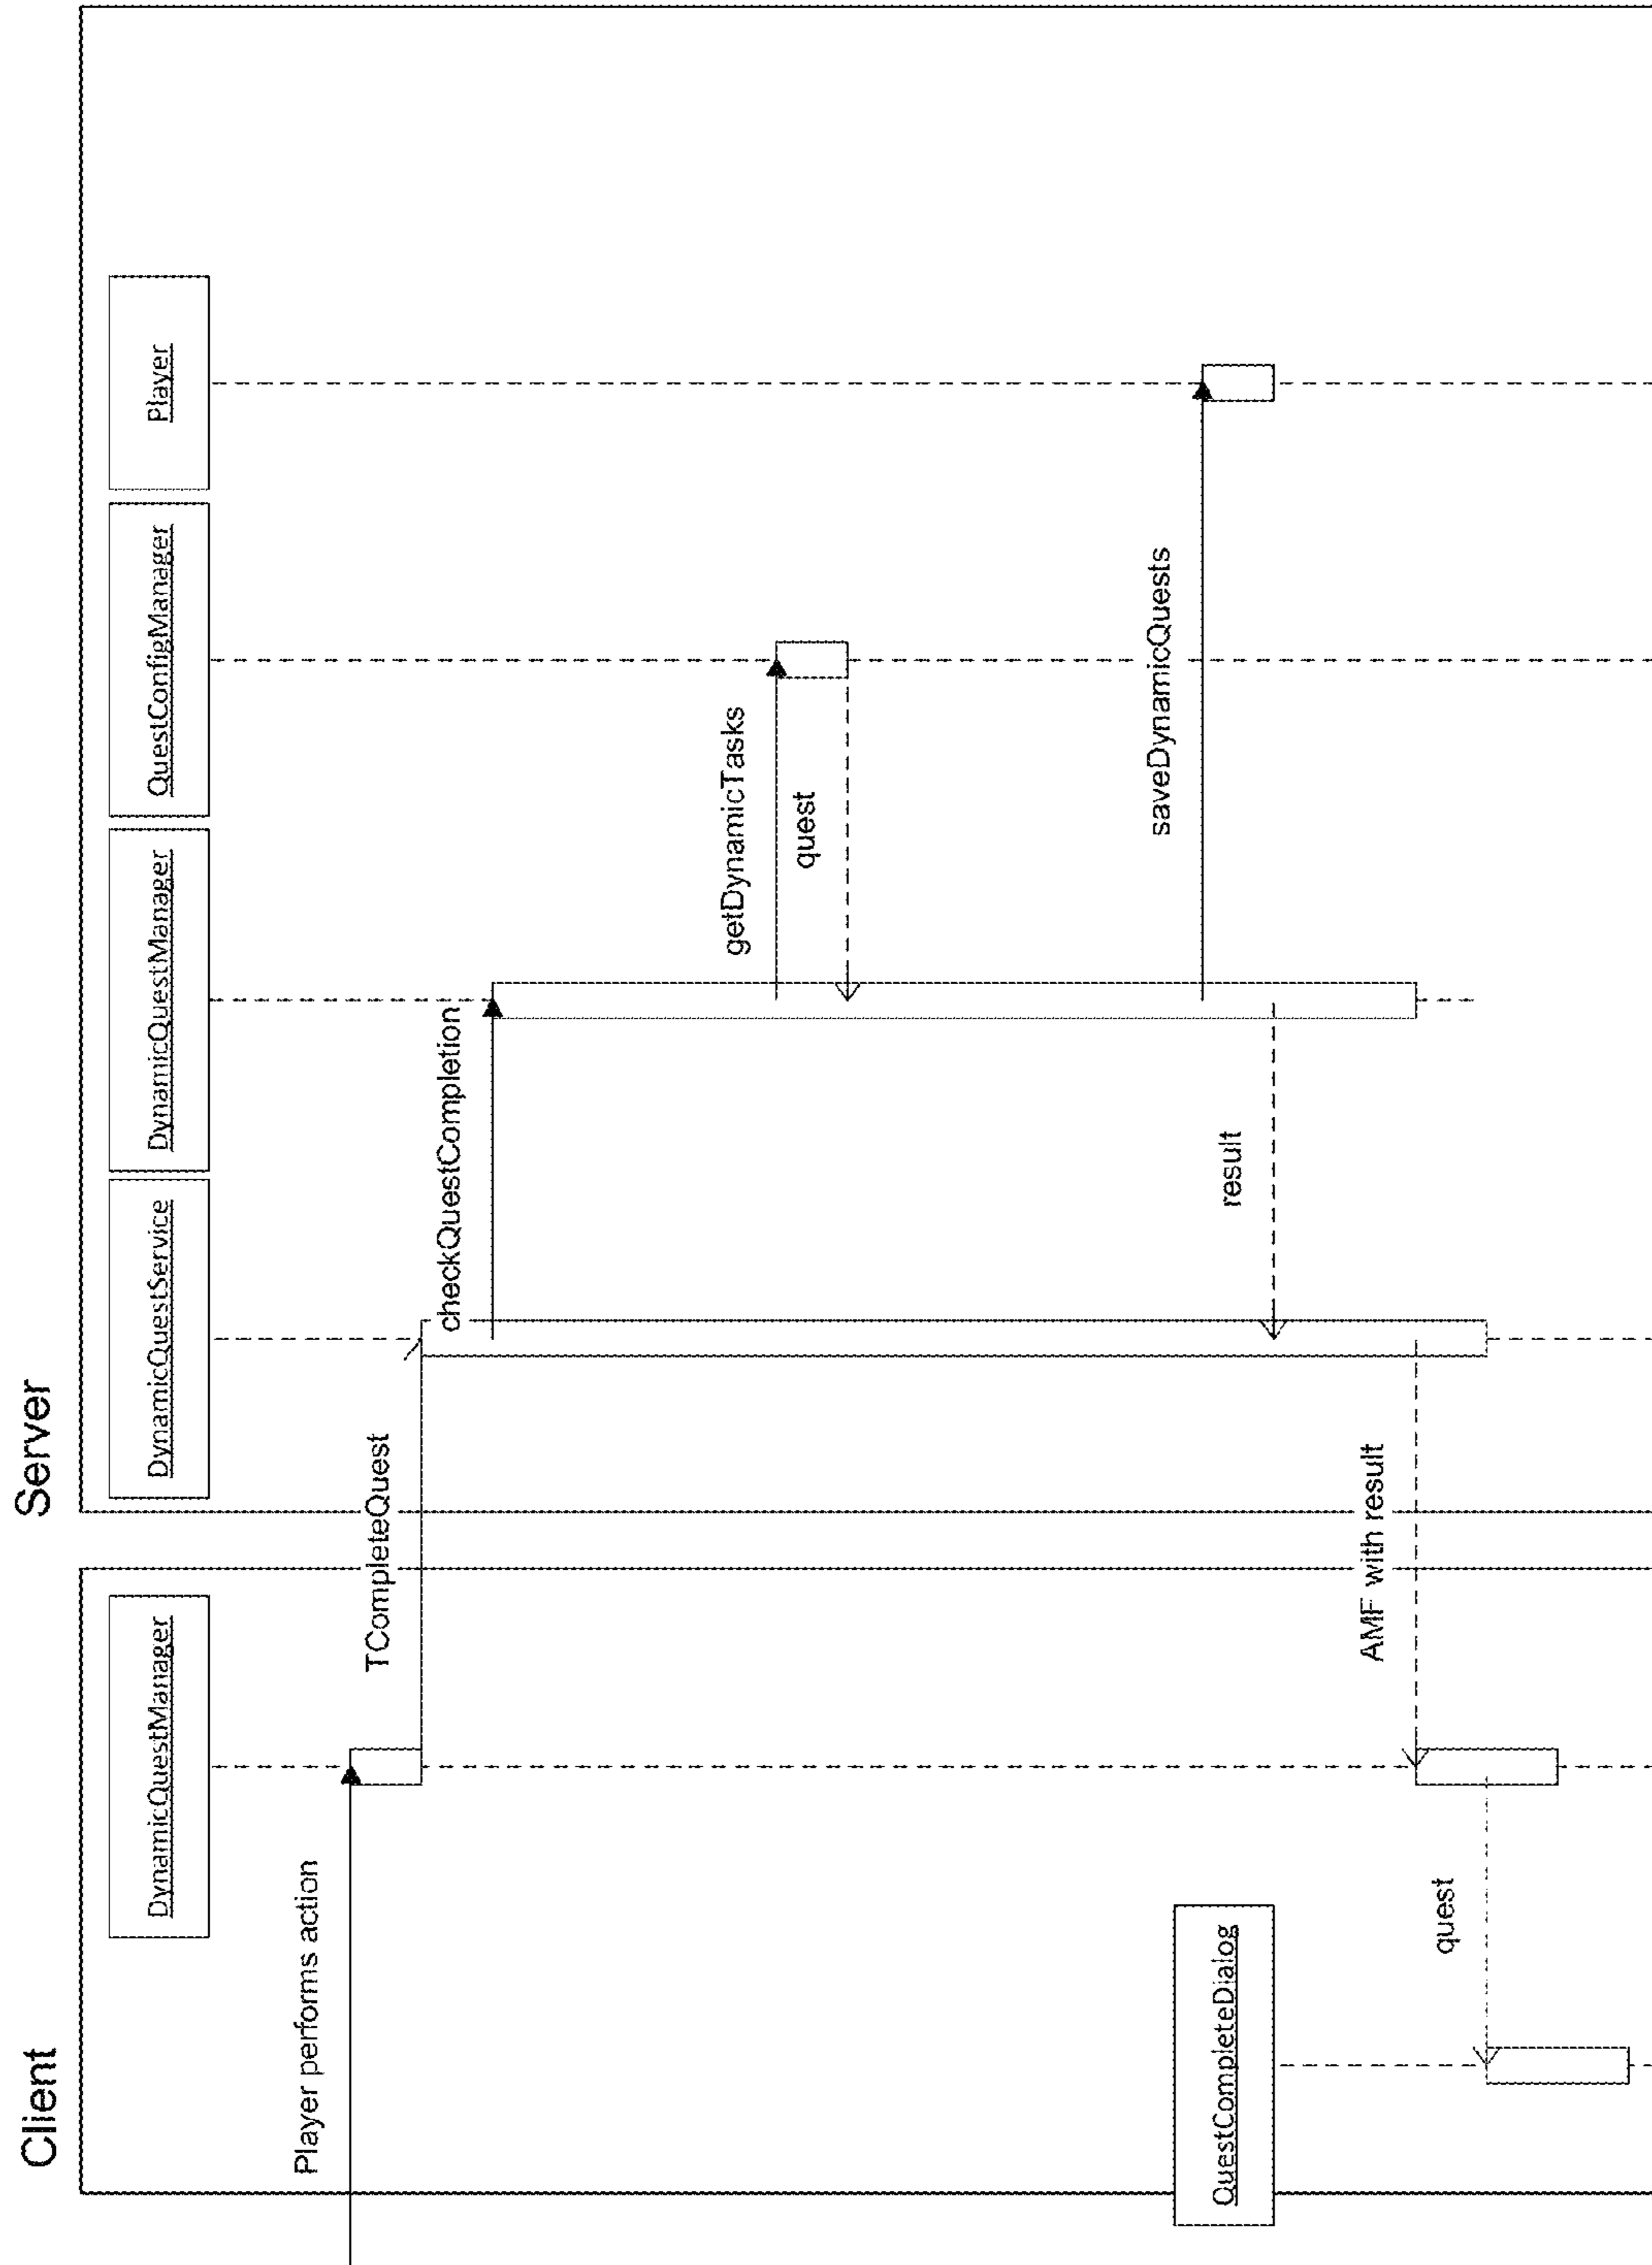 Client
Server
DynamicQuestManager
DynamicQuestService
DynamicQuestManager
QuestConfigManager
Player
Player performs action
TCompleteQuest
checkQuestCompletion
getDynamicTasks
quest
saveDynamicQuests
QuestCompleteDialog
result
AMF with result
quest